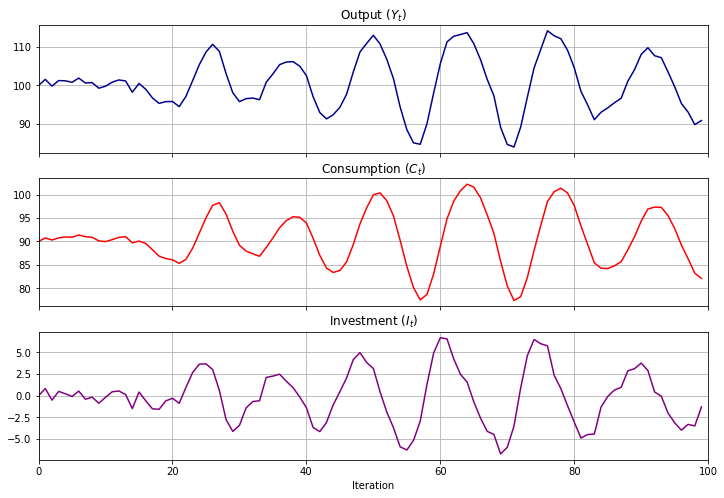 Output (Y_t)
110
100
90
Consumption (C_t)
100
95
90
85
80
Investment (I_t)
5.0
2.5
0.0
−2.5
−5.0
0 20 40 60 80 100
Iteration